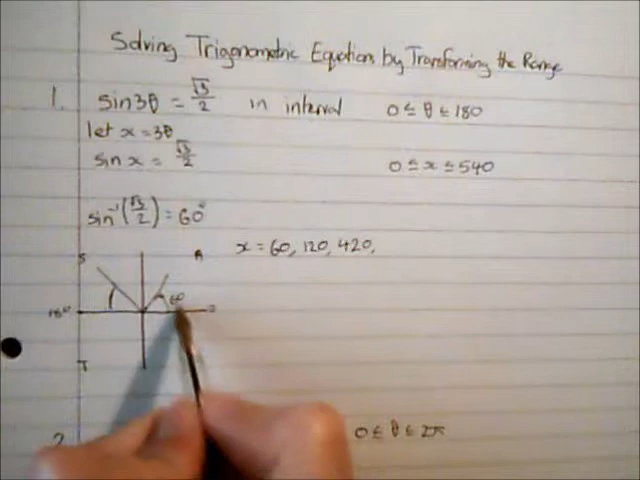 Solving Trigonometric Equations by Transforming the Range
1. sin3θ = √3/2 in interval 0 ≤ θ ≤ 180
let x = 3θ
sin x = √3/2 0 ≤ x ≤ 540
sin⁻¹(√3/2) = 60°
x = 60, 120, 420,
S A
60
180°
T
2 0 ≤ θ ≤ 2π